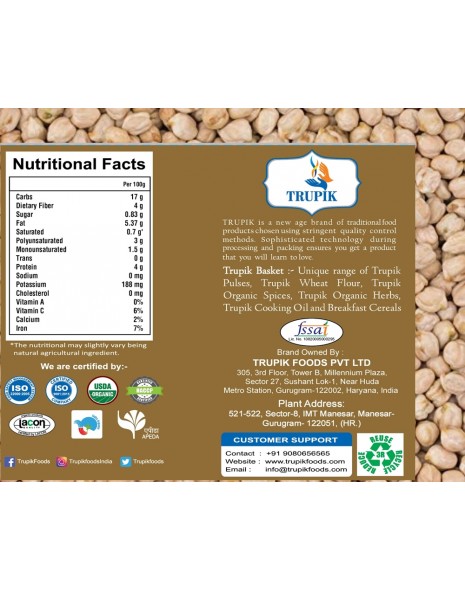 Nutritional Facts
Per 100g
Carbs 17 g
Dietary Fiber 4 g
Sugar 0.83 g
Fat 5.37 g
Saturated 0.7 g*
Polyunsaturated 3 g
Monounsaturated 1.5 g
Trans 0 g
Protein 4 g
Sodium 0 mg
Potassium 188 mg
Cholesterol 0 mg
Vitamin A 0%
Vitamin C 6%
Calcium 2%
Iron 7%
*The nutritional may slightly vary being
natural agricultural ingredient.
We are certified by:-
CERTIFIED
ISO
USDA
ORGANIC
HACCP
lacon
APEDA
TrupikFoods
TrupikfoodsIndia
TrupikFoods
TRUPIK
TRUPIK is a new age brand of traditional food
products chosen using stringent quality control
methods. Sophisticated technology during
processing and packing ensures you get a product
that you will learn to love.
Trupik Basket :- Unique range of Trupik
Pulses, Trupik Wheat Flour, Trupik
Organic Spices, Trupik Organic Herbs,
Trupik Cooking Oil and Breakfast Cereals
fssai
Brand Owned By :
TRUPIK FOODS PVT LTD
305, 3rd Floor, Tower B, Millennium Plaza,
Sector 27, Sushant Lok-1, Near Huda
Metro Station, Gurugram-122002, Haryana, India
Plant Address:
521-522, Sector-8, IMT Manesar, Manesar-
Gurugram- 122051, (HR.)
CUSTOMER SUPPORT
Contact : +91 9080656565
Website : www.trupikfoods.com
Email : info@trupikfoods.com
REUSE
REDUCE
3R
RECYCLE